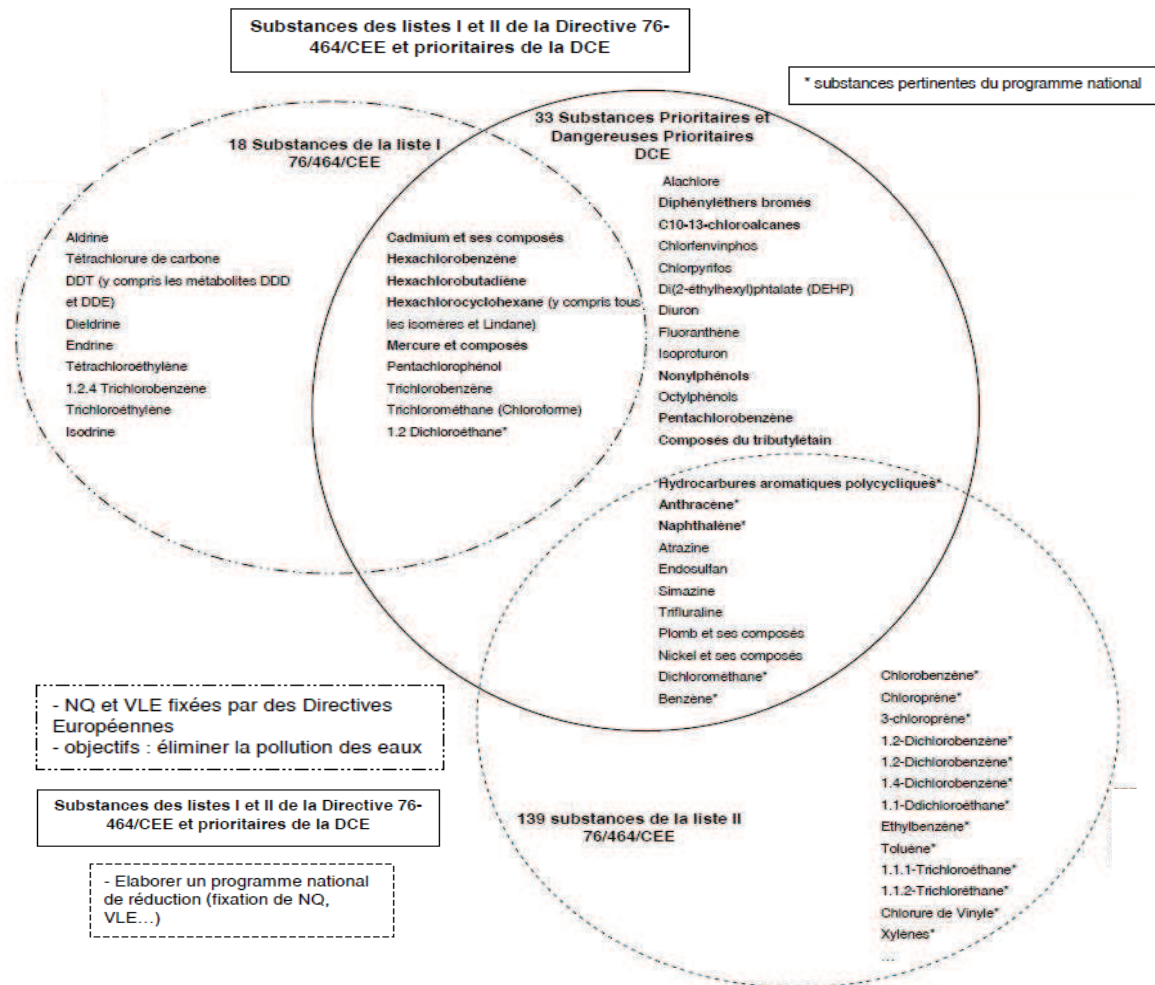 Substances des listes I et II de la Directive 76-
464/CEE et prioritaires de la DCE
* substances pertinentes du programme national
18 Substances de la liste I
76/464/CEE
33 Substances Prioritaires et
Dangereuses Prioritaires
DCE
Aldrine
Tétrachlorure de carbone
DDT (y compris les métabolites DDD
et DDE)
Dieldrine
Endrine
Tétrachloroéthylène
1.2.4 Trichlorobenzène
Trichloroéthylène
Isodrine
Cadmium et ses composés
Hexachlorobenzène
Hexachlorobutadiène
Hexachlorocyclohexane (y compris tous
les isomères et Lindane)
Mercure et composés
Pentachlorophénol
Trichlorobenzène
Trichlorométhane (Chloroforme)
1.2 Dichloroéthane*
Alachlore
Diphényléthers bromés
C10-13-chloroalcanes
Chlorfenvinphos
Chlorpyrifos
Di(2-éthylhexyl)phtalate (DEHP)
Diuron
Fluoranthène
Isoproturon
Nonylphénols
Octylphénols
Pentachlorobenzène
Composés du tributylétain
Hydrocarbures aromatiques polycycliques*
Anthracène*
Naphthalène*
Atrazine
Endosulfan
Simazine
Trifluraline
Plomb et ses composés
Nickel et ses composés
Dichlorométhane*
Benzène*
Chlorobenzène*
Chloroprène*
3-chloroprène*
1.2-Dichlorobenzène*
1.2-Dichlorobenzène*
1.4-Dichlorobenzène*
1.1-Ddichloroéthane*
Ethylbenzène*
Toluène*
1.1.1-Trichloroéthane*
1.1.2-Trichloréthane*
Chlorure de Vinyle*
Xylènes*
...
139 substances de la liste II
76/464/CEE
- NQ et VLE fixées par des Directives
Européennes
- objectifs : éliminer la pollution des eaux
Substances des listes I et II de la Directive 76-
464/CEE et prioritaires de la DCE
- Elaborer un programme national
de réduction (fixation de NQ,
VLE...)